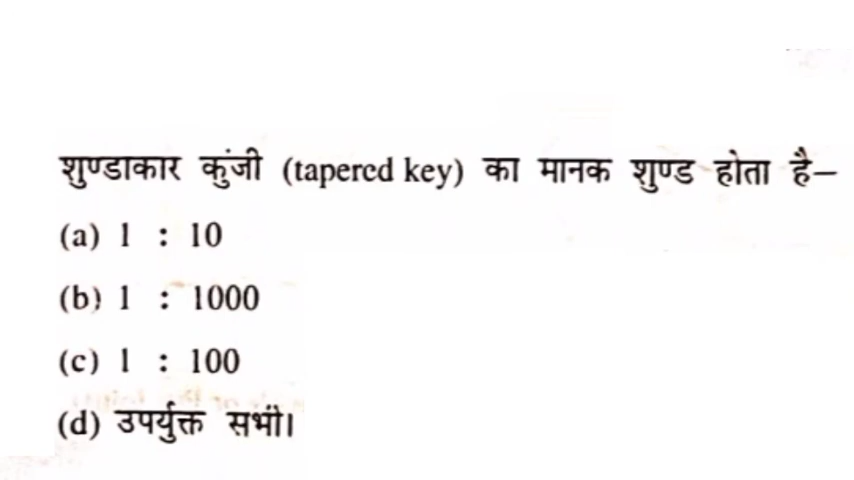 शुण्डाकार कुंजी (tapered key) का मानक शुण्ड होता है–
(a) 1 : 10
(b) 1 : 1000
(c) 1 : 100
(d) उपर्युक्त सभी।